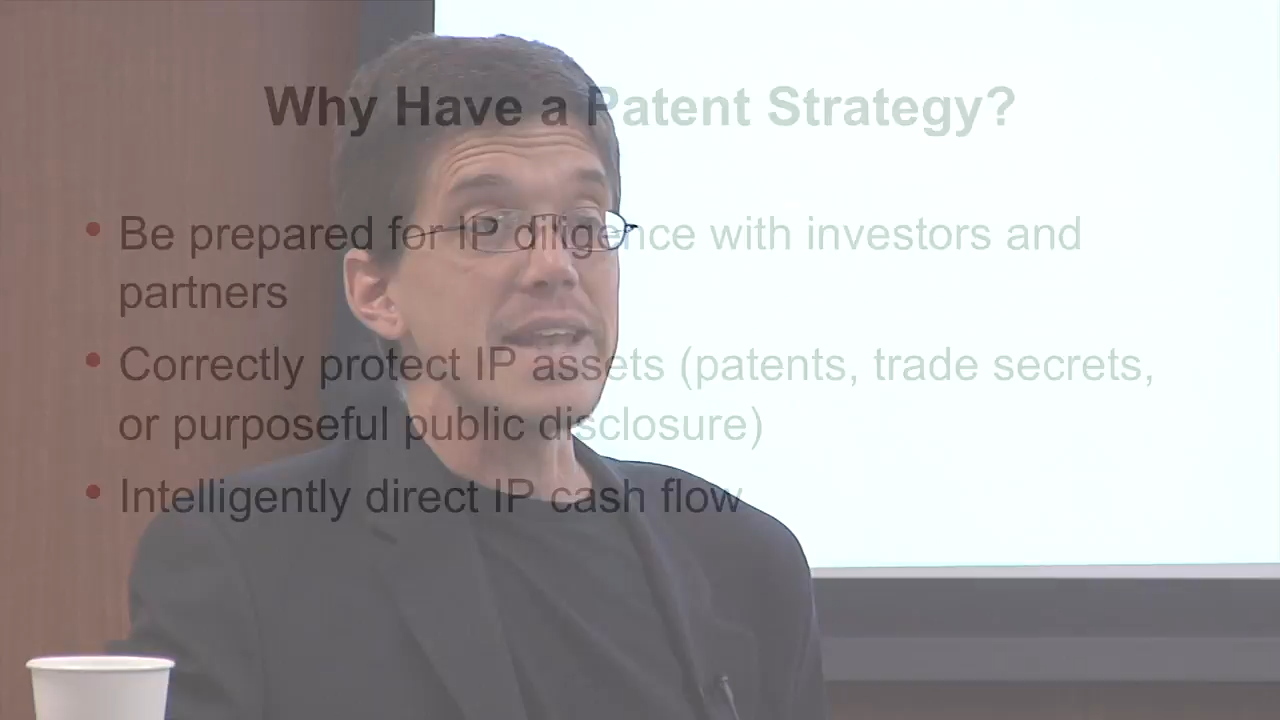 Why Have a Patent Strategy?
• Be prepared for IP diligence with investors and
partners
• Correctly protect IP assets (patents, trade secrets,
or purposeful public disclosure)
• Intelligently direct IP cash flow